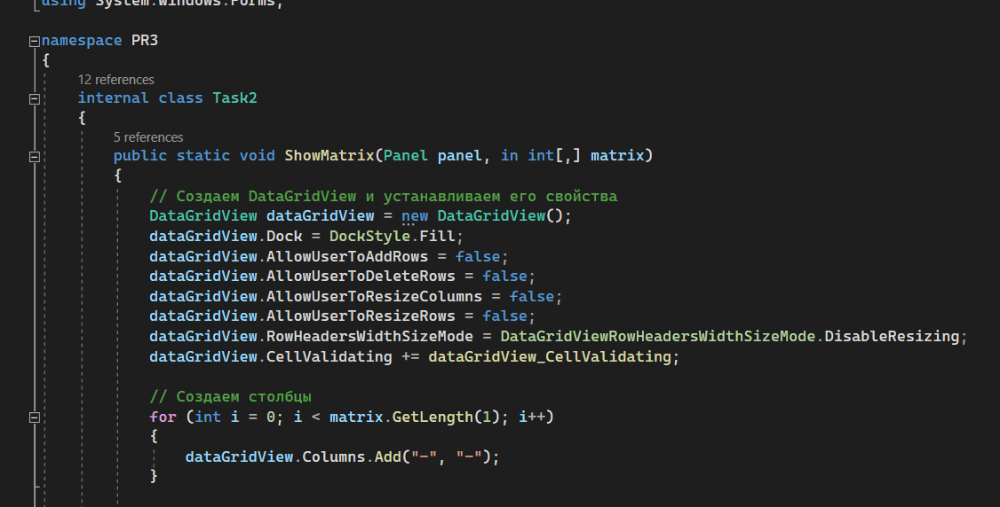 using System.Windows.Forms;
namespace PR3
{
12 references
internal class Task2
{
5 references
public static void ShowMatrix(Panel panel, in int[,] matrix)
{
// Создаем DataGridView и устанавливаем его свойства
DataGridView dataGridView = new DataGridView();
dataGridView.Dock = DockStyle.Fill;
dataGridView.AllowUserToAddRows = false;
dataGridView.AllowUserToDeleteRows = false;
dataGridView.AllowUserToResizeColumns = false;
dataGridView.AllowUserToResizeRows = false;
dataGridView.RowHeadersWidthSizeMode = DataGridViewRowHeadersWidthSizeMode.DisableResizing;
dataGridView.CellValidating += dataGridView_CellValidating;
// Создаем столбцы
for (int i = 0; i < matrix.GetLength(1); i++)
{
dataGridView.Columns.Add("-", "-");
}